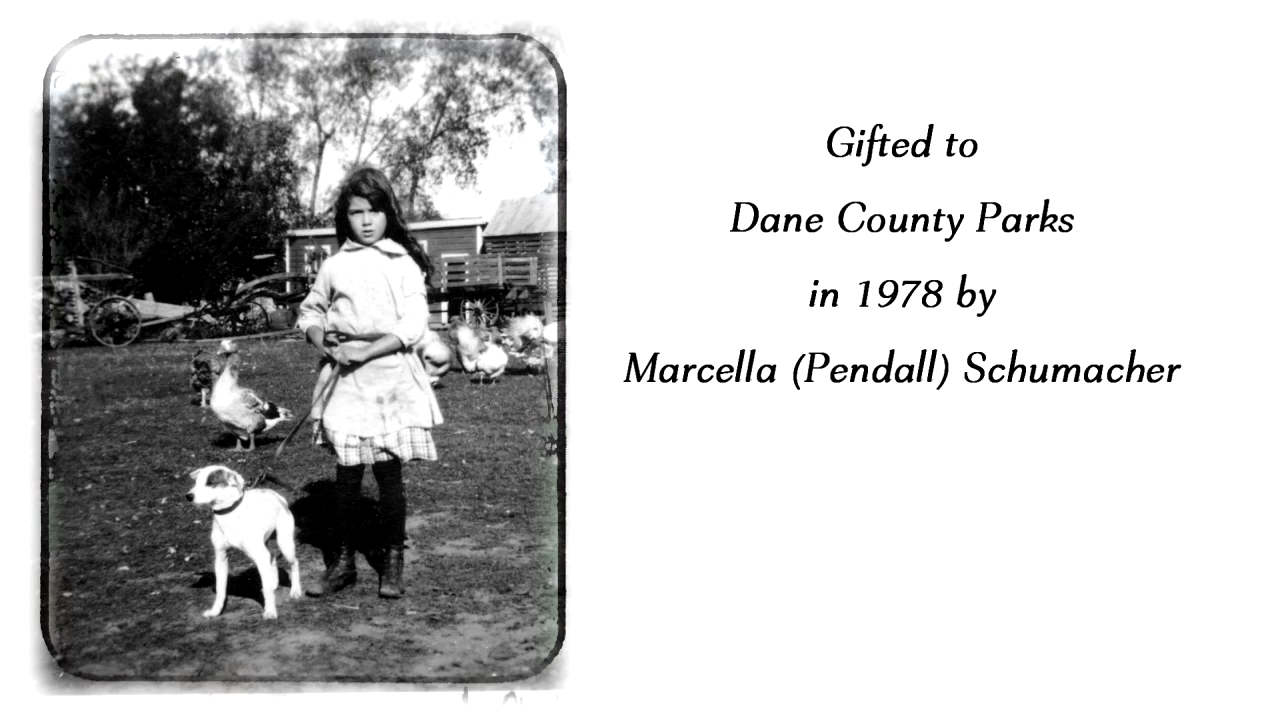 Gifted to
Dane County Parks
in 1978 by
Marcella (Pendall) Schumacher